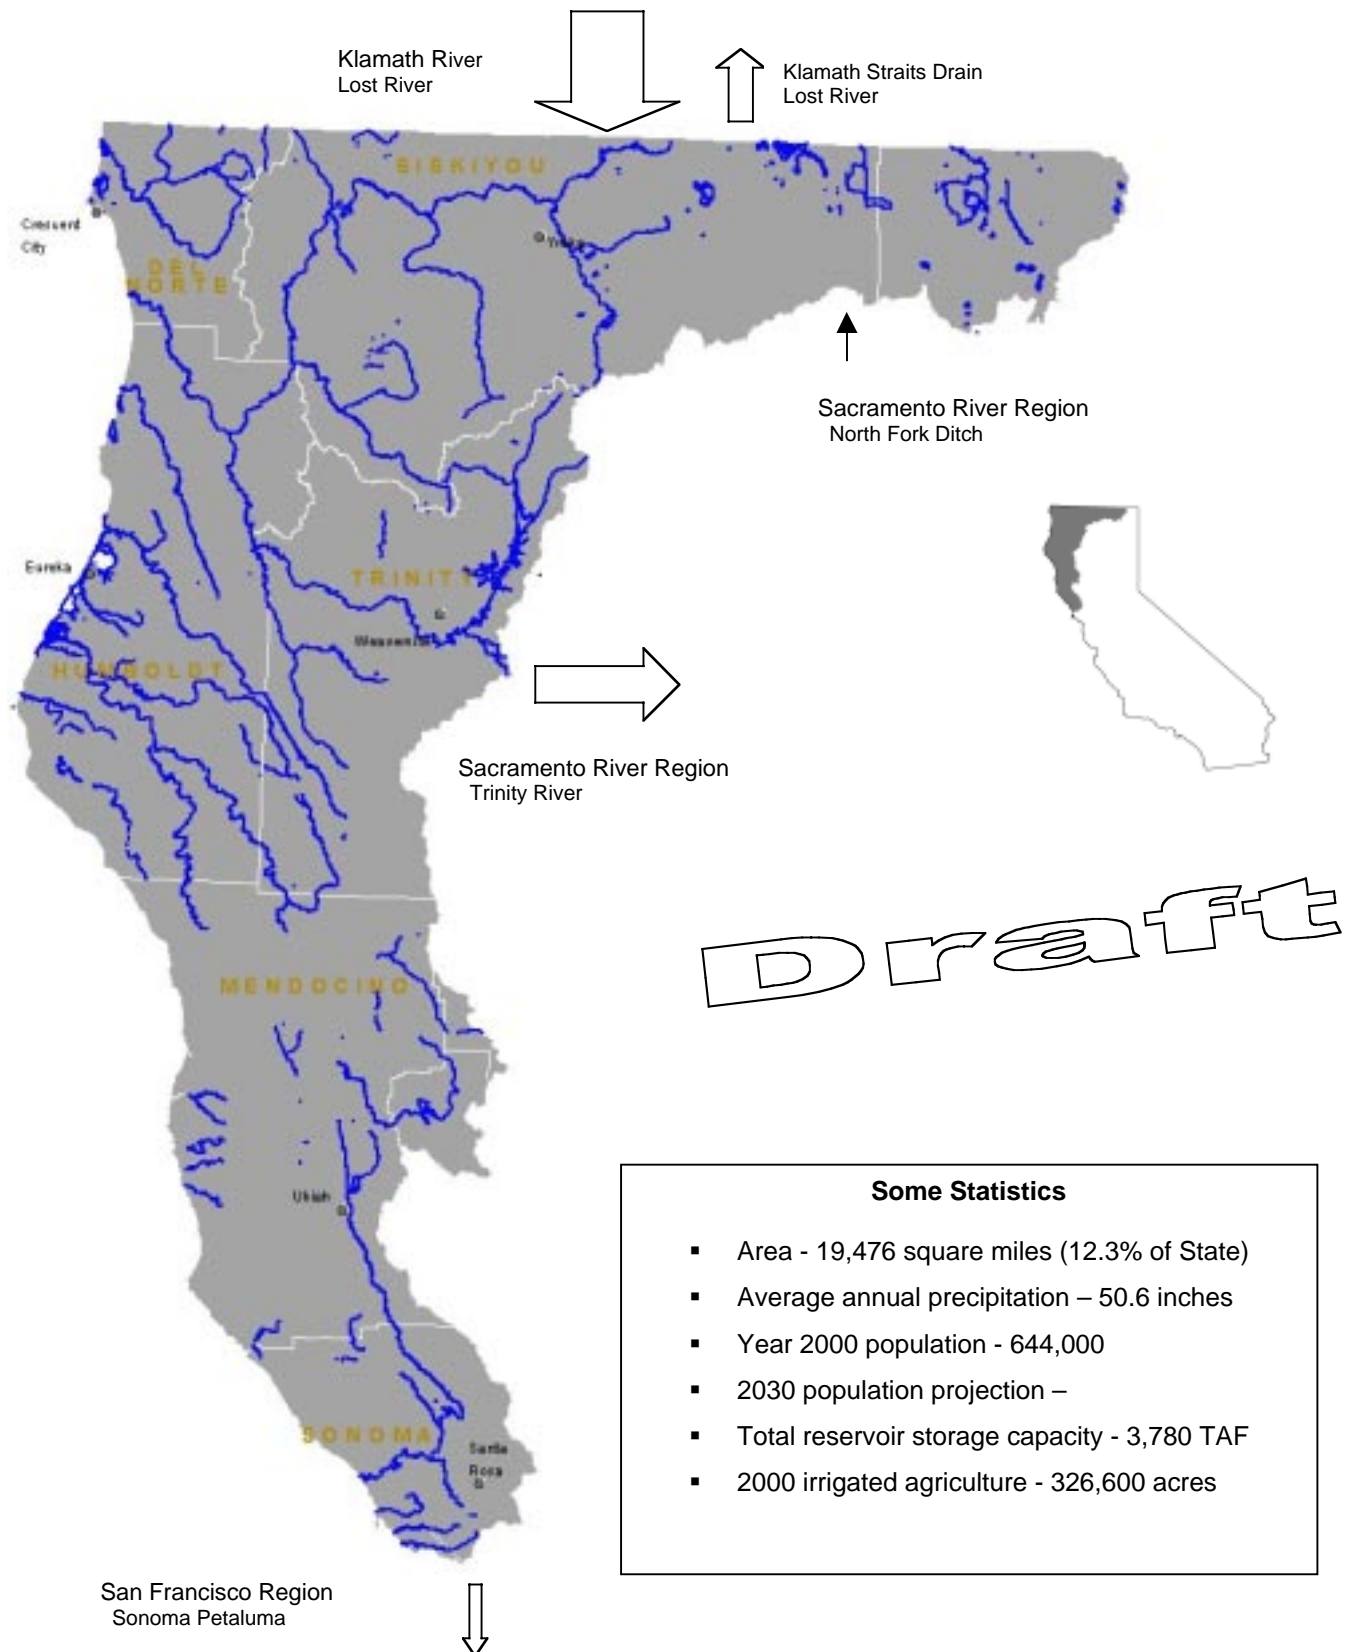 Klamath River
Lost River
Klamath Straits Drain
Lost River
SISKIYOU
Crescent
City
Yreka
DEL
NORTE
Sacramento River Region
North Fork Ditch
Eureka
TRINITY
HUMBOLDT
Sacramento River Region
Trinity River
Draft
MENDOCINO
Ukiah
Some Statistics
▪ Area - 19,476 square miles (12.3% of State)
▪ Average annual precipitation – 50.6 inches
▪ Year 2000 population - 644,000
▪ 2030 population projection –
▪ Total reservoir storage capacity - 3,780 TAF
▪ 2000 irrigated agriculture - 326,600 acres
SONOMA
Santa
Rosa
San Francisco Region
Sonoma Petaluma